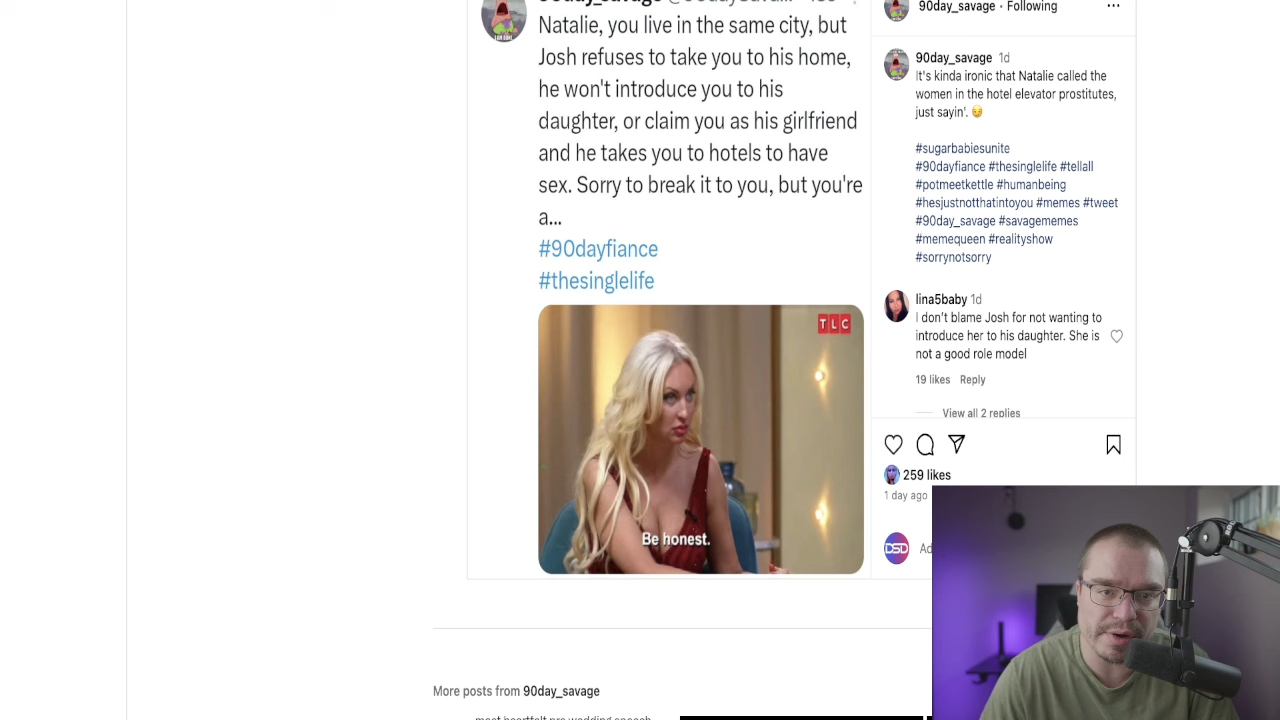 Natalie, you live in the same city, but
Josh refuses to take you to his home,
he won't introduce you to his
daughter, or claim you as his girlfriend
and he takes you to hotels to have
sex. Sorry to break it to you, but you're
a...
#90dayfiance
#thesinglelife
TLC
Be honest.
90day_savage • Following
90day_savage 1d
It's kinda ironic that Natalie called the
women in the hotel elevator prostitutes,
just sayin'. 😏
#sugarbabiesunite
#90dayfiance #thesinglelife #tellall
#potmeetkettle #humanbeing
#hesjustnotthatintoyou #memes #tweet
#90day_savage #savagememes
#memequeen #realityshow
#sorrynotsorry
lina5baby 1d
I don't blame Josh for not wanting to
introduce her to his daughter. She is
not a good role model
19 likes Reply
View all 2 replies
259 likes
1 day ago
DSD
More posts from 90day_savage